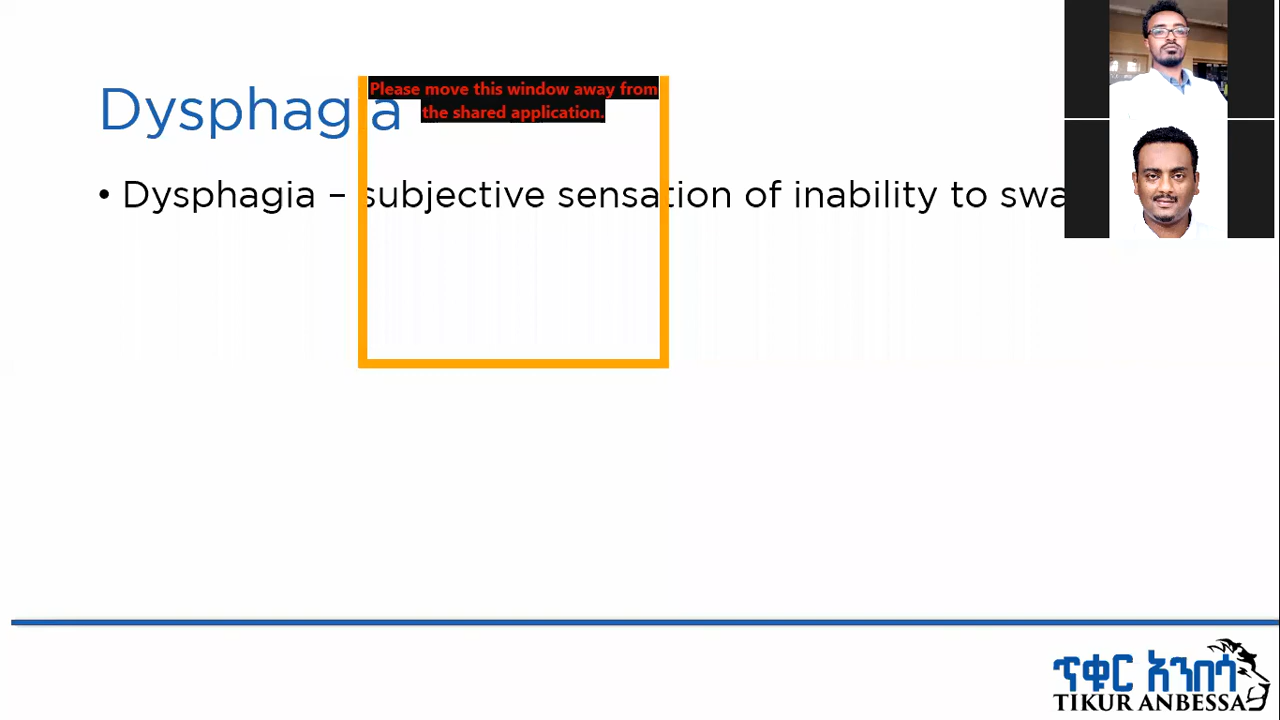 Dysphagia
Please move this window away from
the shared application.
• Dysphagia – subjective sensation of inability to swa
ጥቁር አንበሳ
TIKUR ANBESSA